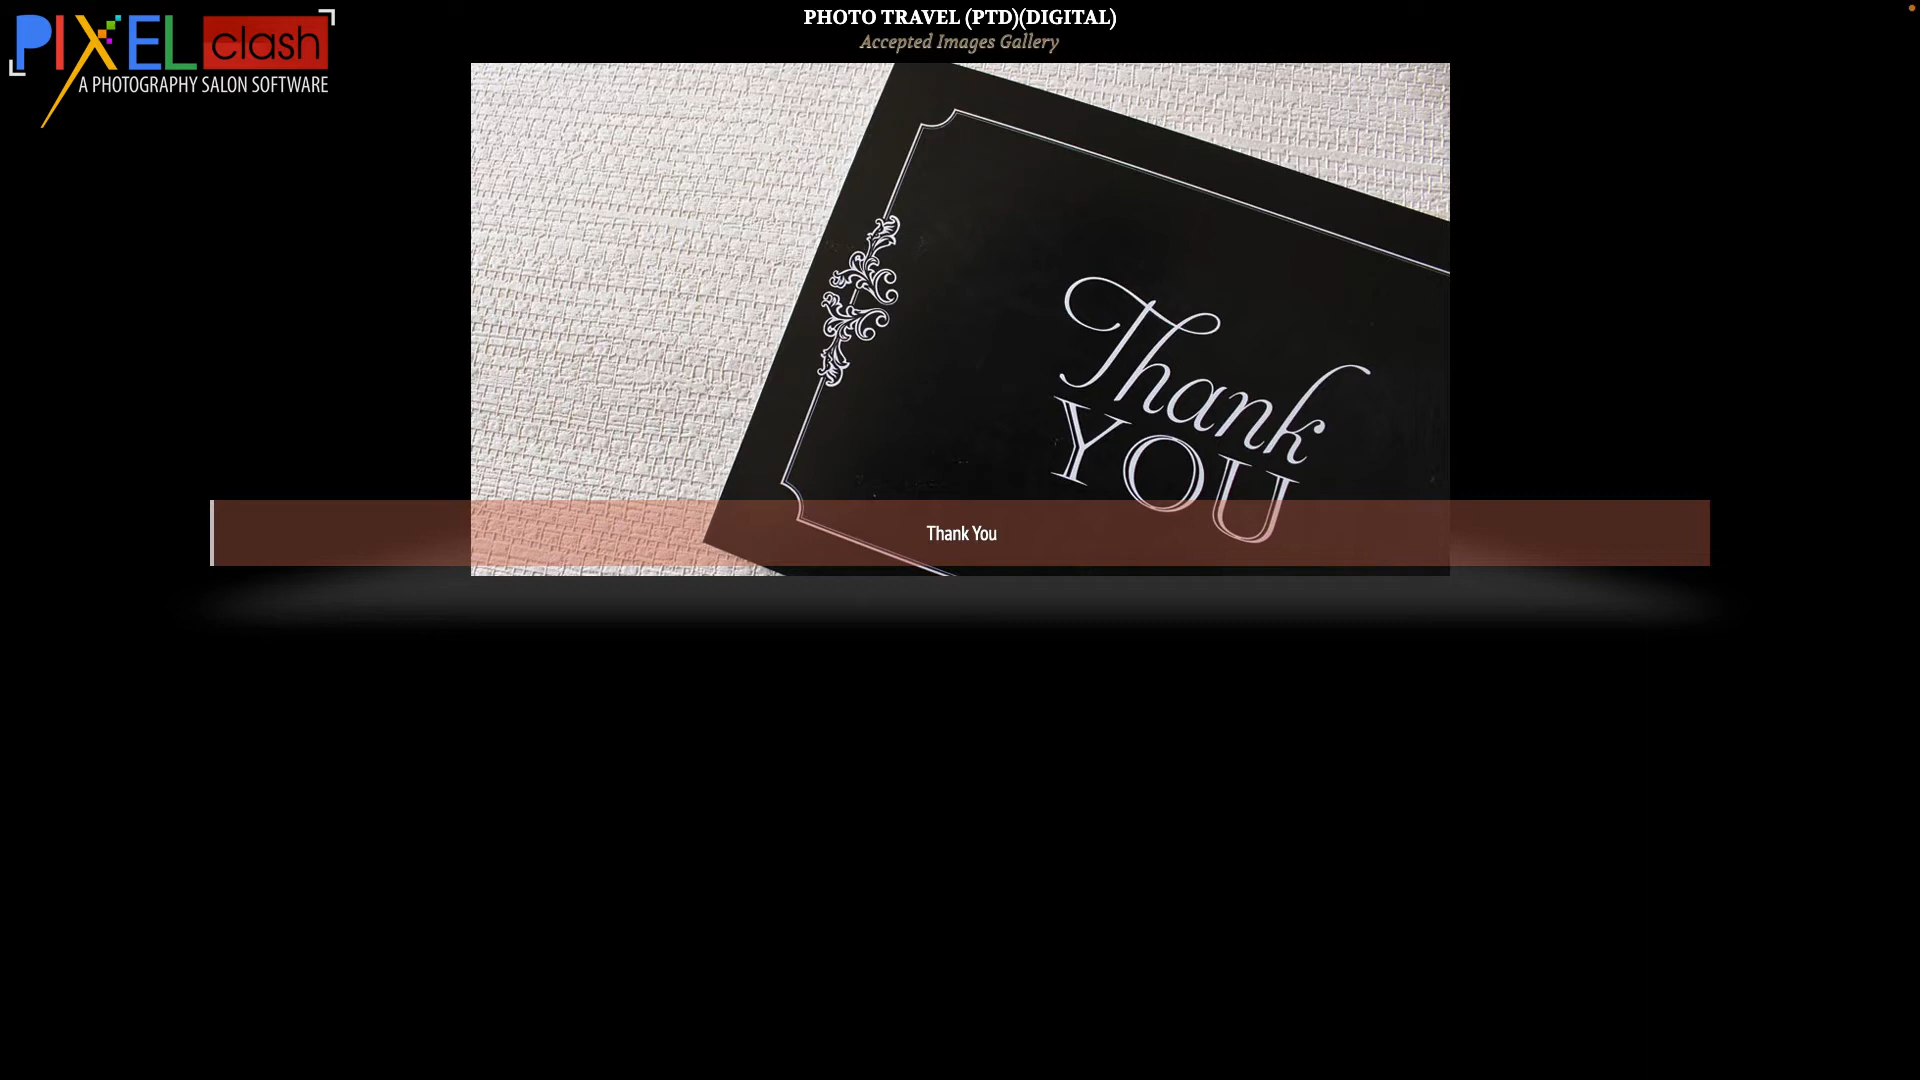 PIXEL clash
A PHOTOGRAPHY SALON SOFTWARE
PHOTO TRAVEL (PTD)(DIGITAL)
Accepted Images Gallery
Thank
YOU
Thank You